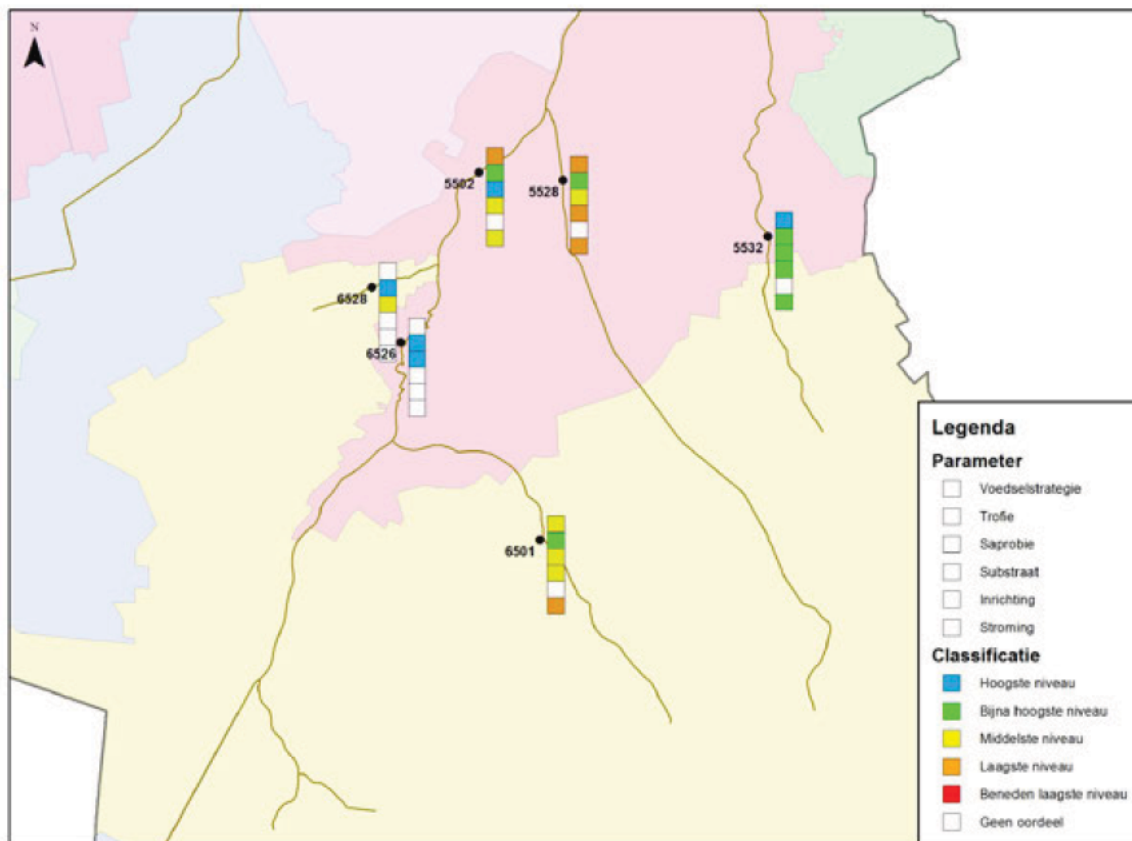 N
5502
5528
5532
6528
6526
6501
Legenda
Parameter
Voedselstrategie
Trofie
Saprobie
Substraat
Inrichting
Stroming
Classificatie
Hoogste niveau
Bijna hoogste niveau
Middelste niveau
Laagste niveau
Beneden laagste niveau
Geen oordeel